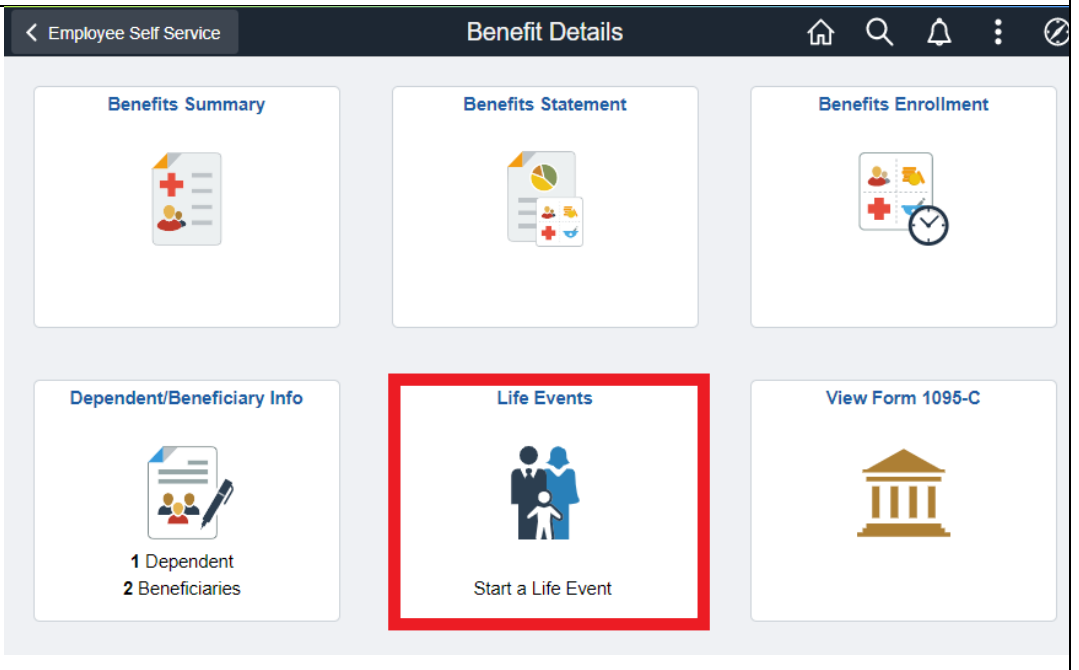 Employee Self Service
Benefit Details
Benefits Summary
Benefits Statement
Benefits Enrollment
Dependent/Beneficiary Info
1 Dependent
2 Beneficiaries
Life Events
Start a Life Event
View Form 1095-C